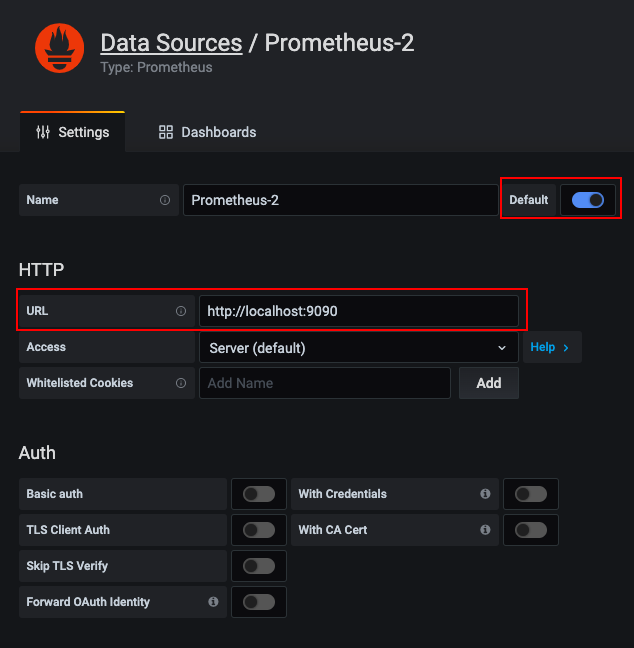 Data Sources / Prometheus-2
Type: Prometheus
Settings
Dashboards
Name
Prometheus-2
Default
HTTP
URL
http://localhost:9090
Access
Server (default)
Help
Whitelisted Cookies
Add Name
Add
Auth
Basic auth
With Credentials
TLS Client Auth
With CA Cert
Skip TLS Verify
Forward OAuth Identity